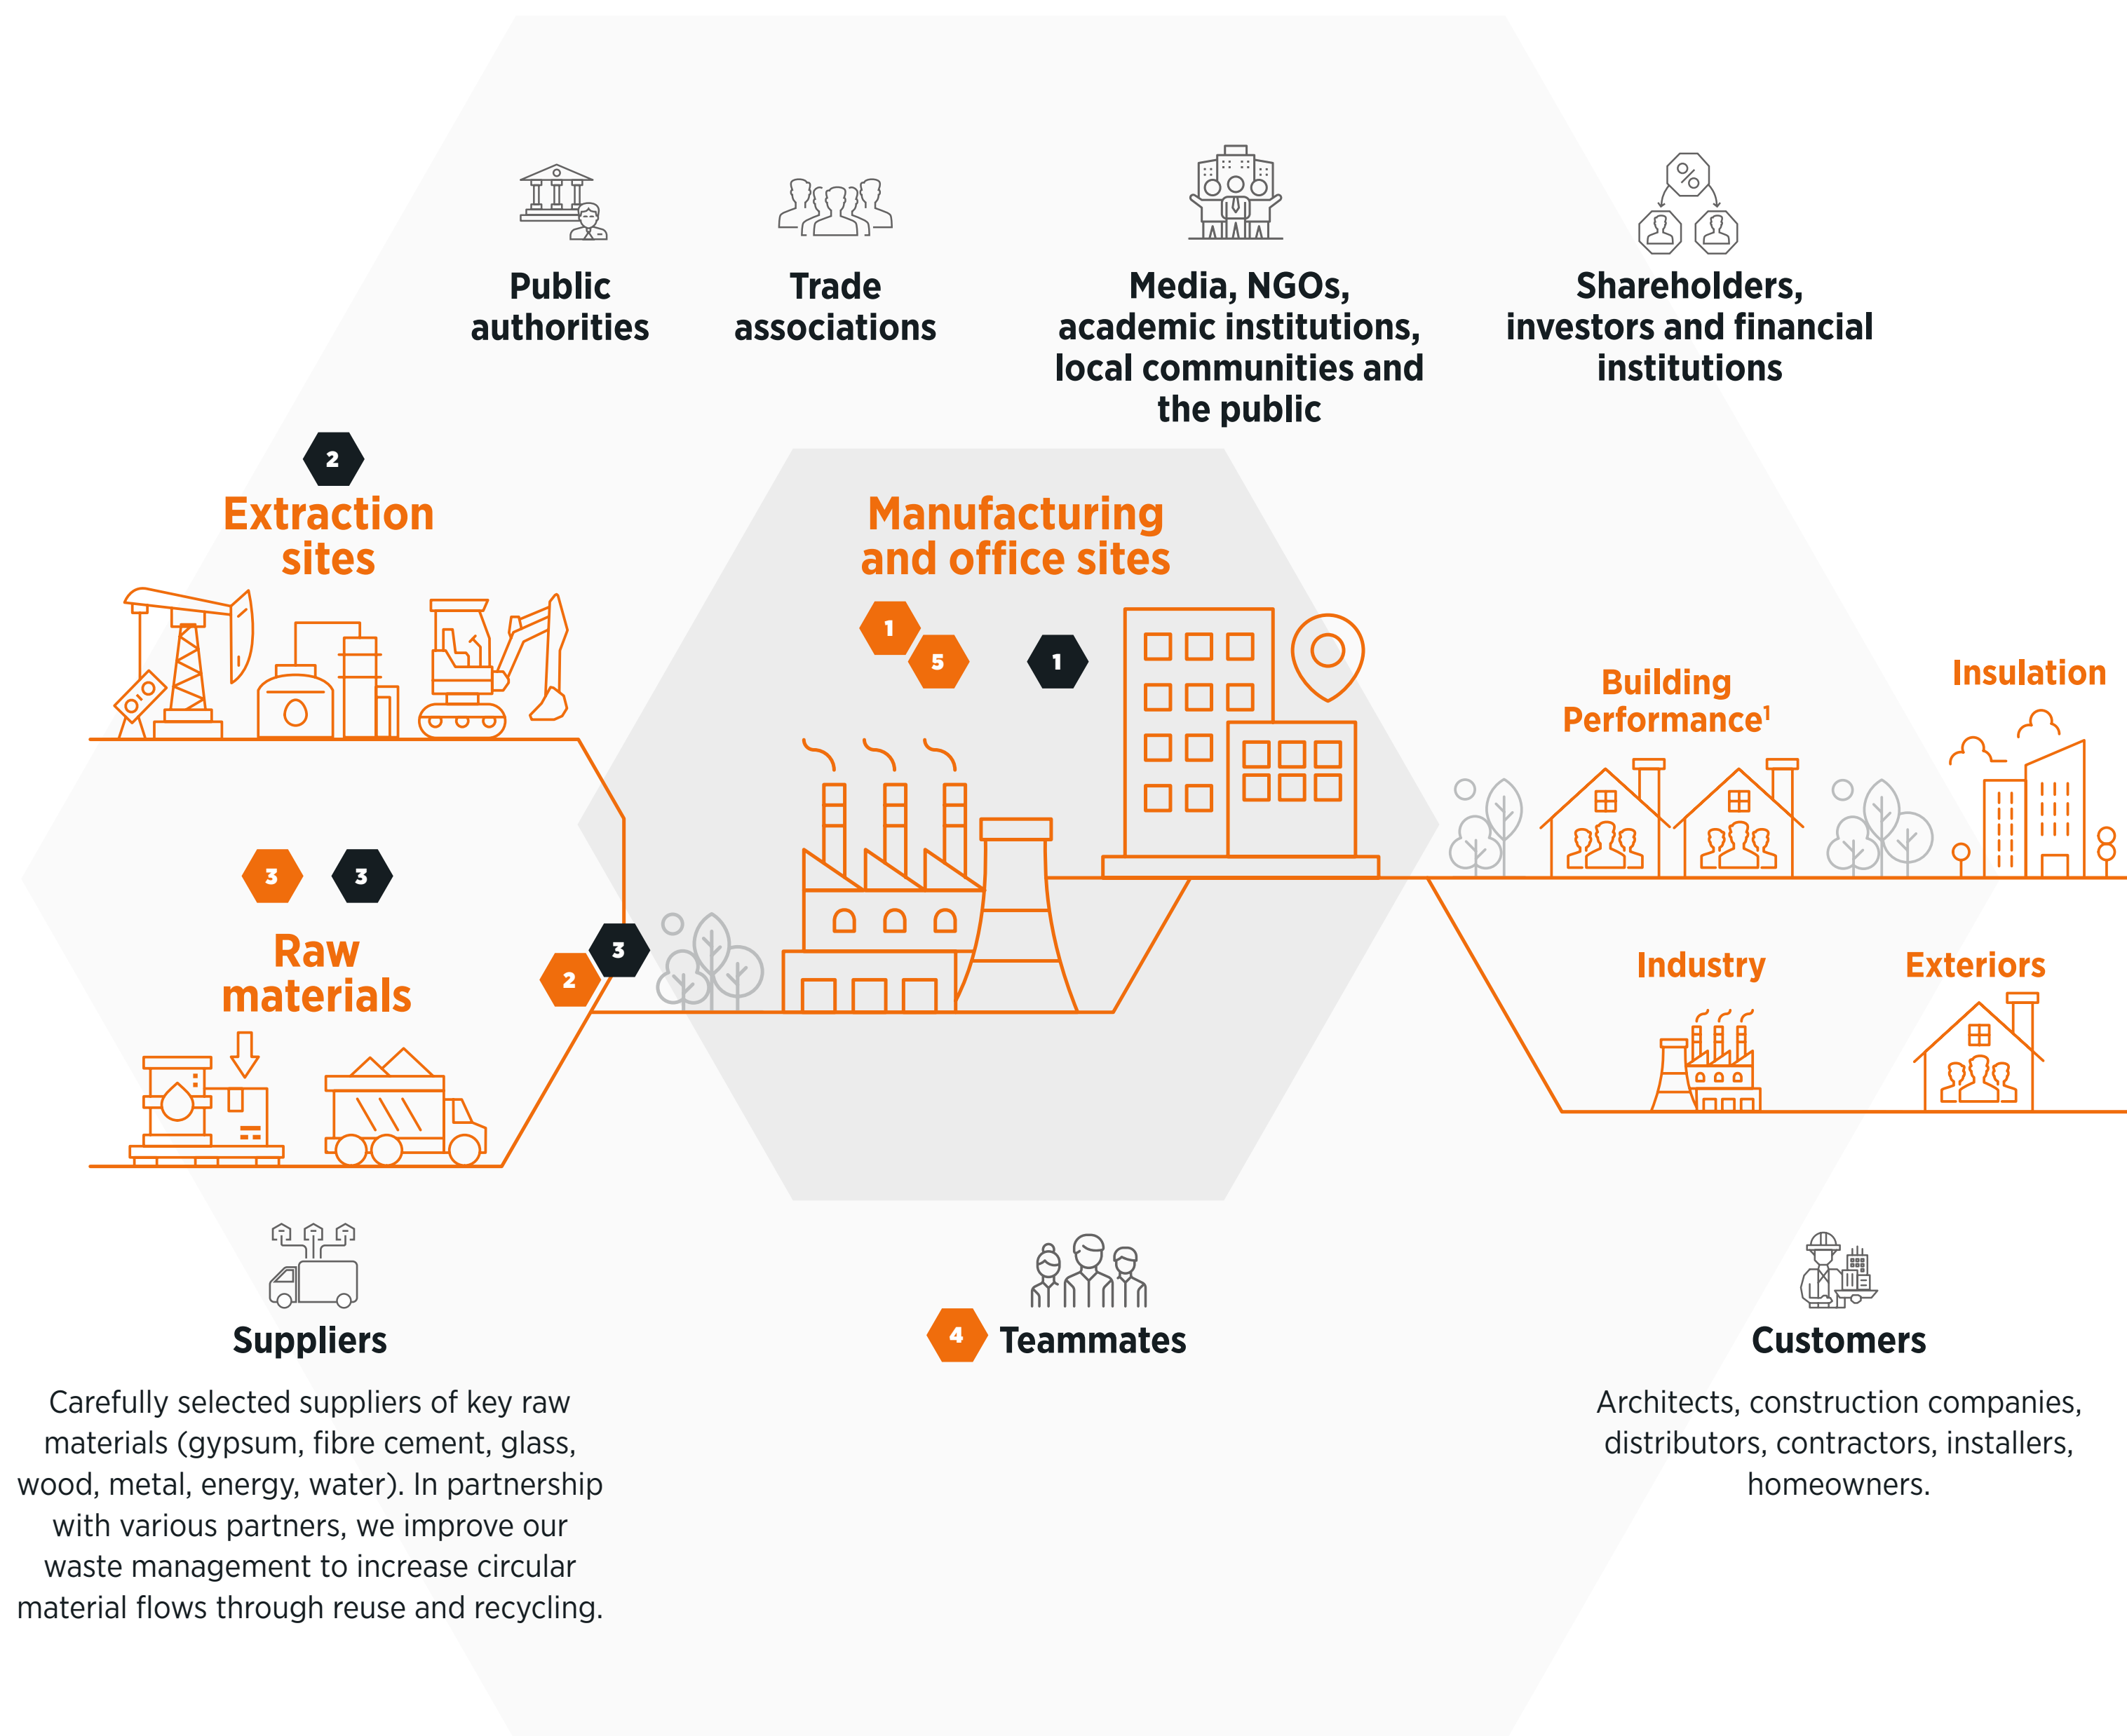 Public
authorities
Trade
associations
Media, NGOs,
academic institutions,
local communities and
the public
Shareholders,
investors and financial
institutions
2
Extraction
sites
Manufacturing
and office sites
1
5
1
Building
Performance¹
Insulation
3
3
Raw
materials
3
2
Industry
Exteriors
Suppliers
Carefully selected suppliers of key raw
materials (gypsum, fibre cement, glass,
wood, metal, energy, water). In partnership
with various partners, we improve our
waste management to increase circular
material flows through reuse and recycling.
4
Teammates
Customers
Architects, construction companies,
distributors, contractors, installers,
homeowners.